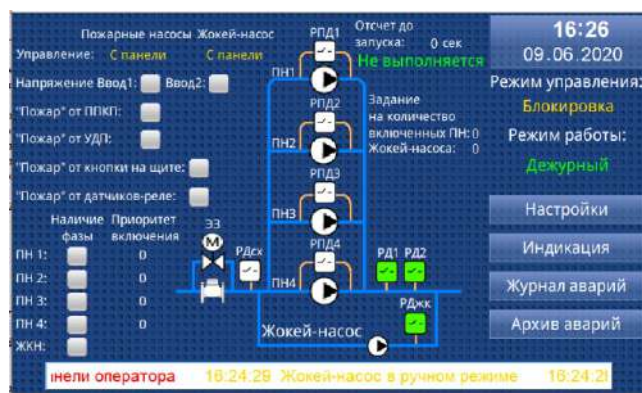 Пожарные насосы Жокей-насос
Управление: С панели С панели
Напряжение Ввод1: Ввод2:
"Пожар" от ППКП:
"Пожар" от УДП:
"Пожар" от кнопки на щите:
"Пожар" от датчиков-реле:
Наличие фазы Приоритет включения
ПН 1: 0
ПН 2: 0
ПН 3: 0
ПН 4: 0
ЖКН:
ЭЗ
М
РДсх
РПД1
ПН1
РПД2
ПН2
РПД3
ПН3
РПД4
ПН4
РД1 РД2
РДжк
Жокей-насос
Отсчет до
запуска: 0 сек
Не выполняется
Задание
на количество
включенных ПН: 0
Жокей-насоса: 0
16:26
09.06.2020
Режим управления:
Блокировка
Режим работы:
Дежурный
Настройки
Индикация
Журнал аварий
Архив аварий
нели оператора 16:24:29 Жокей-насос в ручном режиме 16:24:2